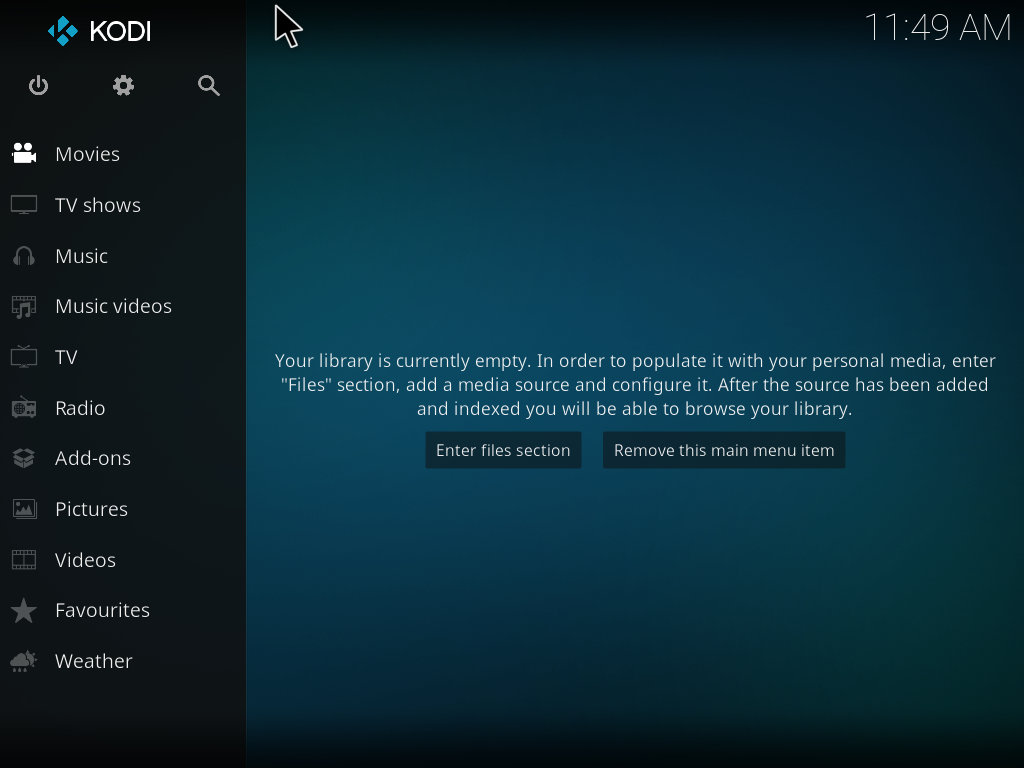 KODI
11:49 AM
Movies
TV shows
Music
Music videos
TV
Radio
Add-ons
Pictures
Videos
Favourites
Weather
Your library is currently empty. In order to populate it with your personal media, enter
"Files" section, add a media source and configure it. After the source has been added
and indexed you will be able to browse your library.
Enter files section
Remove this main menu item